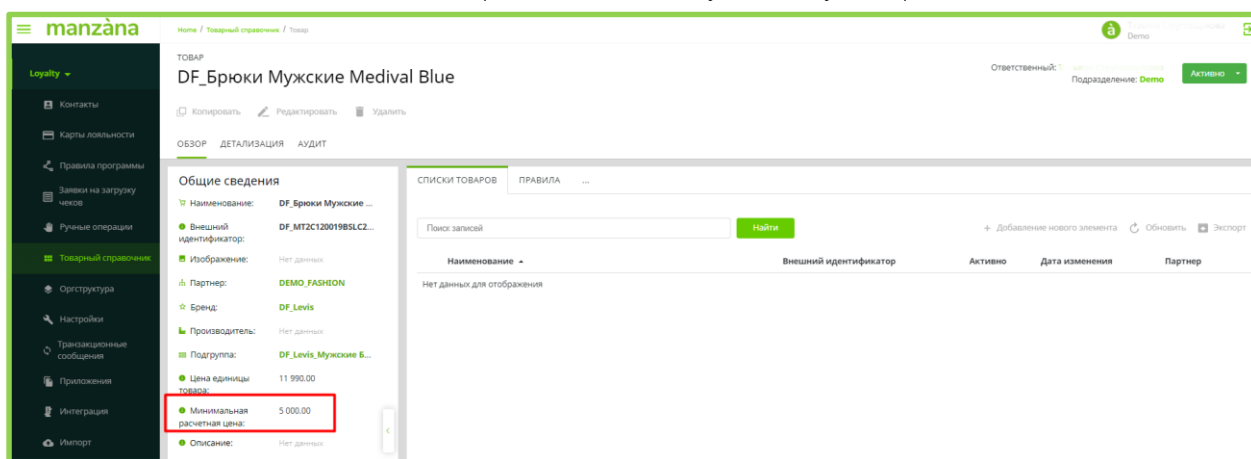 manzàna
Home / Товарный справочник / Товар
à
Demo
Loyalty
Контакты
Карты лояльности
Правила программы
Заявки на загрузку
чеков
Ручные операции
Товарный справочник
Оргструктура
Настройки
Транзакционные
сообщения
Приложения
Интеграция
Импорт
ТОВАР
DF_Брюки Мужские Medival Blue
Ответственный:
Подразделение: Demo
Активно
Копировать Редактировать Удалить
ОБЗОР ДЕТАЛИЗАЦИЯ АУДИТ
Общие сведения
Наименование: DF_Брюки Мужские ...
Внешний DF_MT2C120019BSLC2...
идентификатор:
Изображение: Нет данных
Партнер: DEMO_FASHION
Бренд: DF_Levis
Производитель: Нет данных
Подгруппа: DF_Levis_Мужские Б...
Цена единицы 11 990.00
товара:
Минимальная 5 000.00
расчетная цена:
Описание: Нет данных
СПИСКИ ТОВАРОВ ПРАВИЛА ...
Поиск записей Найти + Добавление нового элемента Обновить Экспорт
Наименование Внешний идентификатор Активно Дата изменения Партнер
Нет данных для отображения